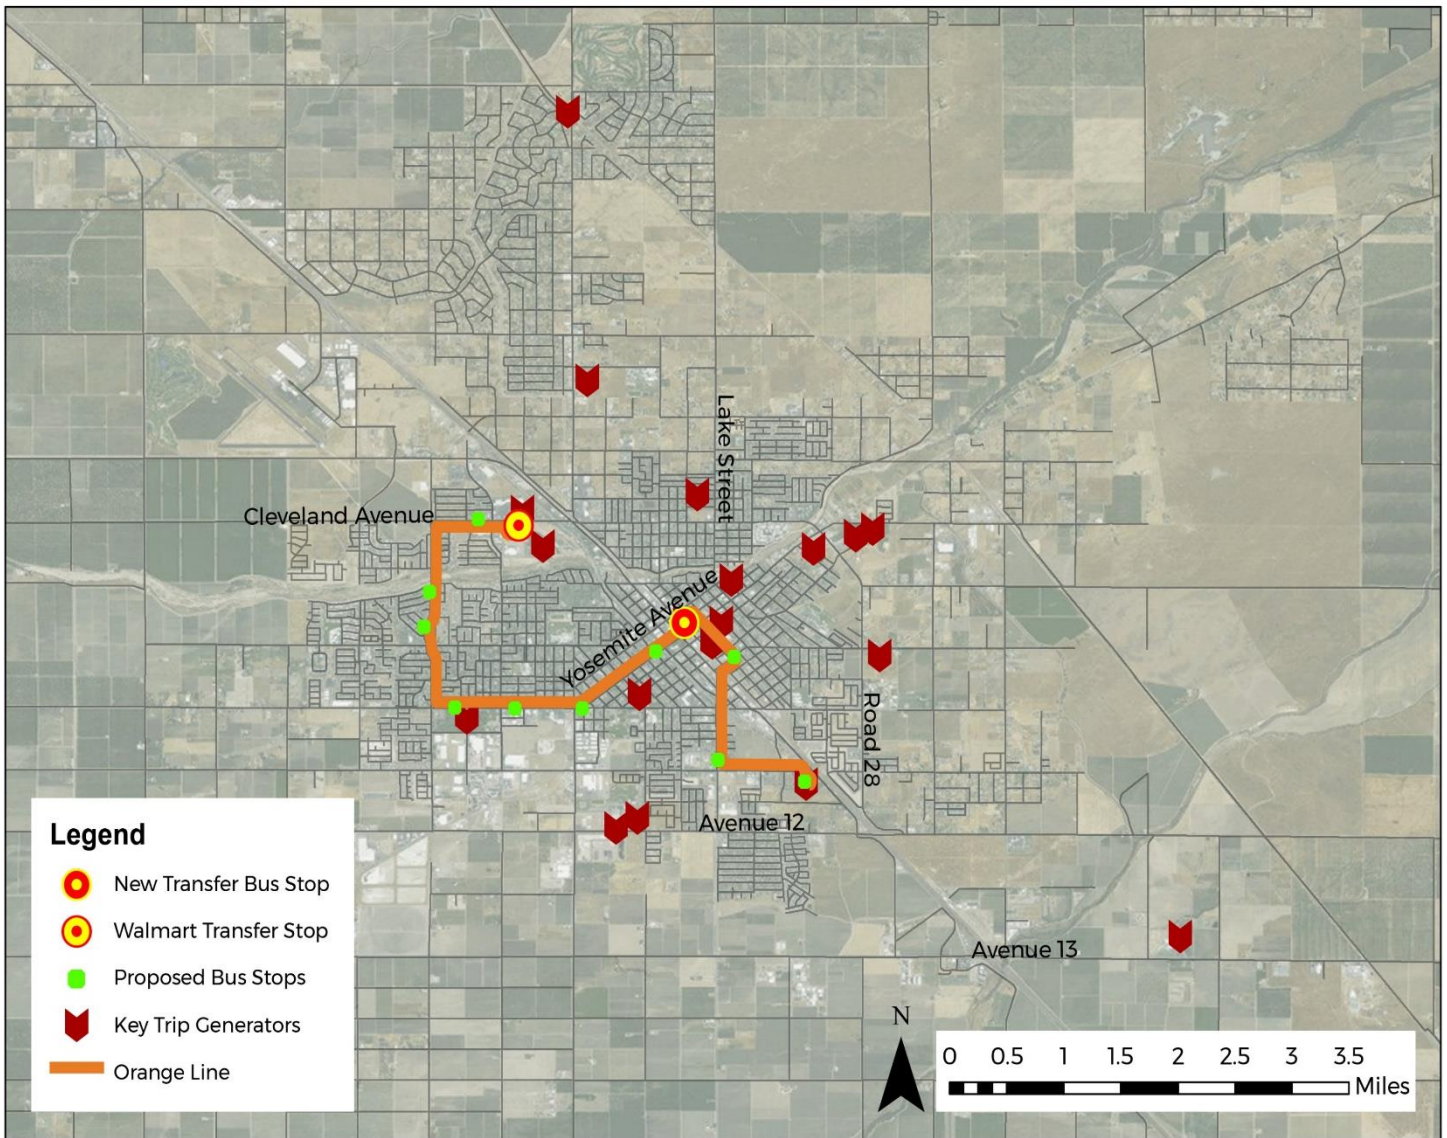 Lake Street
Cleveland Avenue
Yosemite Avenue
Road 28
Avenue 12
Avenue 13
Legend
New Transfer Bus Stop
Walmart Transfer Stop
Proposed Bus Stops
Key Trip Generators
Orange Line
N
0 0.5 1 1.5 2 2.5 3 3.5
Miles